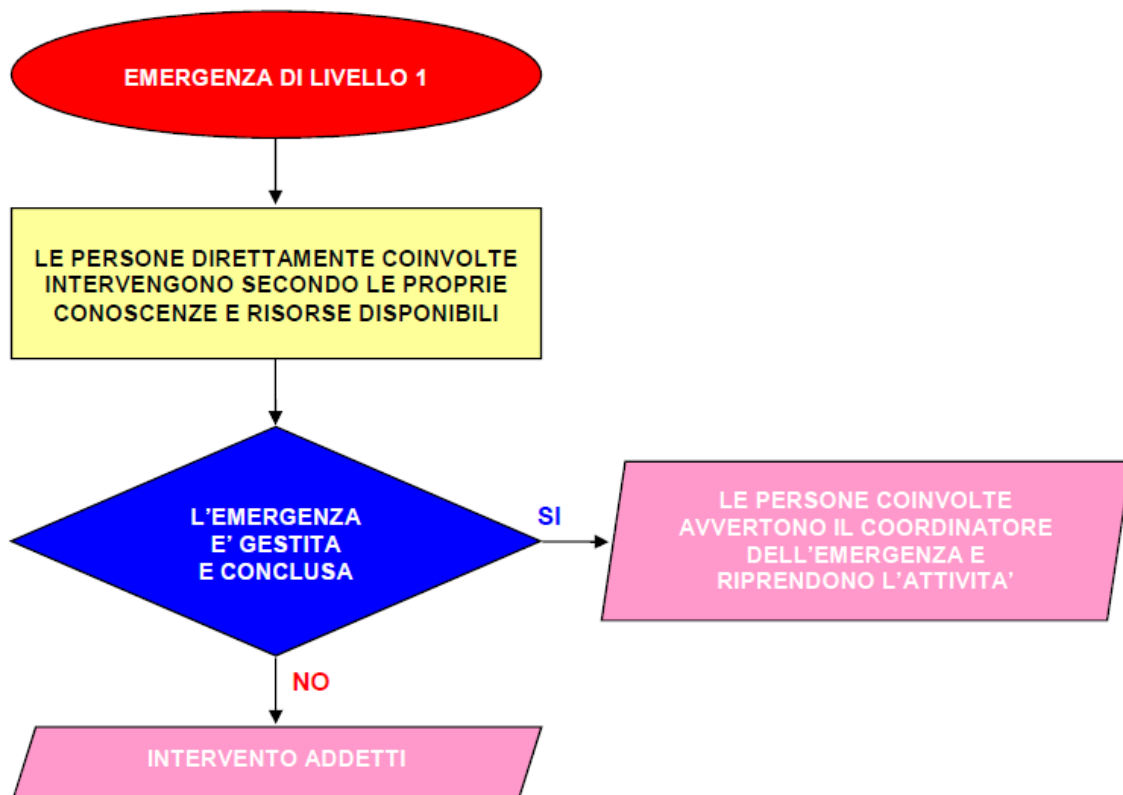 EMERGENZA DI LIVELLO 1
LE PERSONE DIRETTAMENTE COINVOLTE
INTERVENGONO SECONDO LE PROPRIE
CONOSCENZE E RISORSE DISPONIBILI
L'EMERGENZA
E' GESTITA
E CONCLUSA
SI
LE PERSONE COINVOLTE
AVVERTONO IL COORDINATORE
DELL'EMERGENZA E
RIPRENDONO L'ATTIVITA'
NO
INTERVENTO ADDETTI